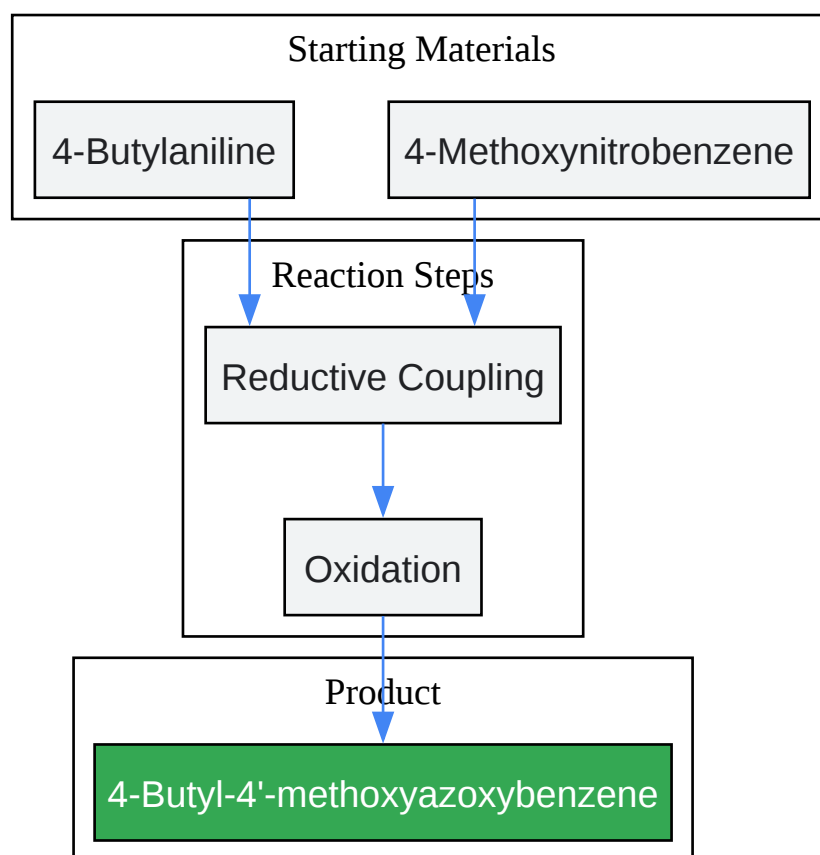 Starting Materials
4-Butylaniline
4-Methoxynitrobenzene
Reaction Steps
Reductive Coupling
Oxidation
Product
4-Butyl-4'-methoxyazoxybenzene